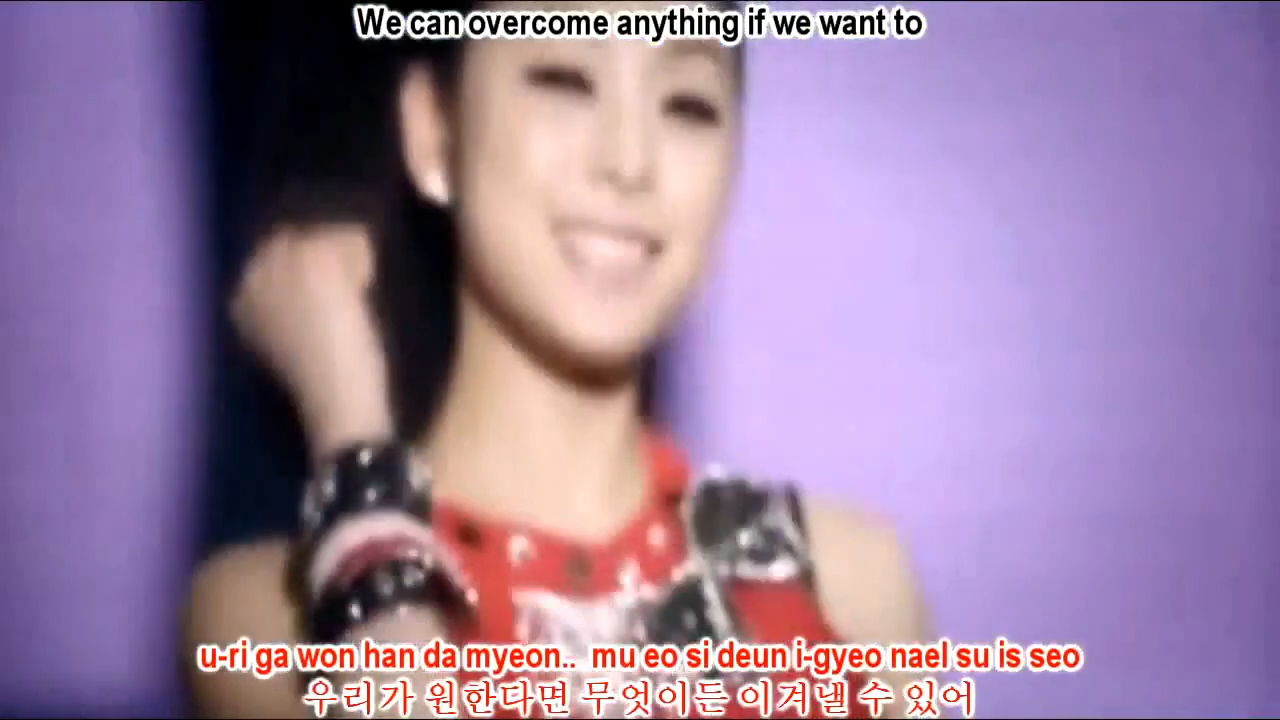 We can overcome anything if we want to
u-ri ga won han da myeon.. mu eo si deun i-gyeo nael su is seo
우리가 원한다면 무엇이든 이겨낼 수 있어